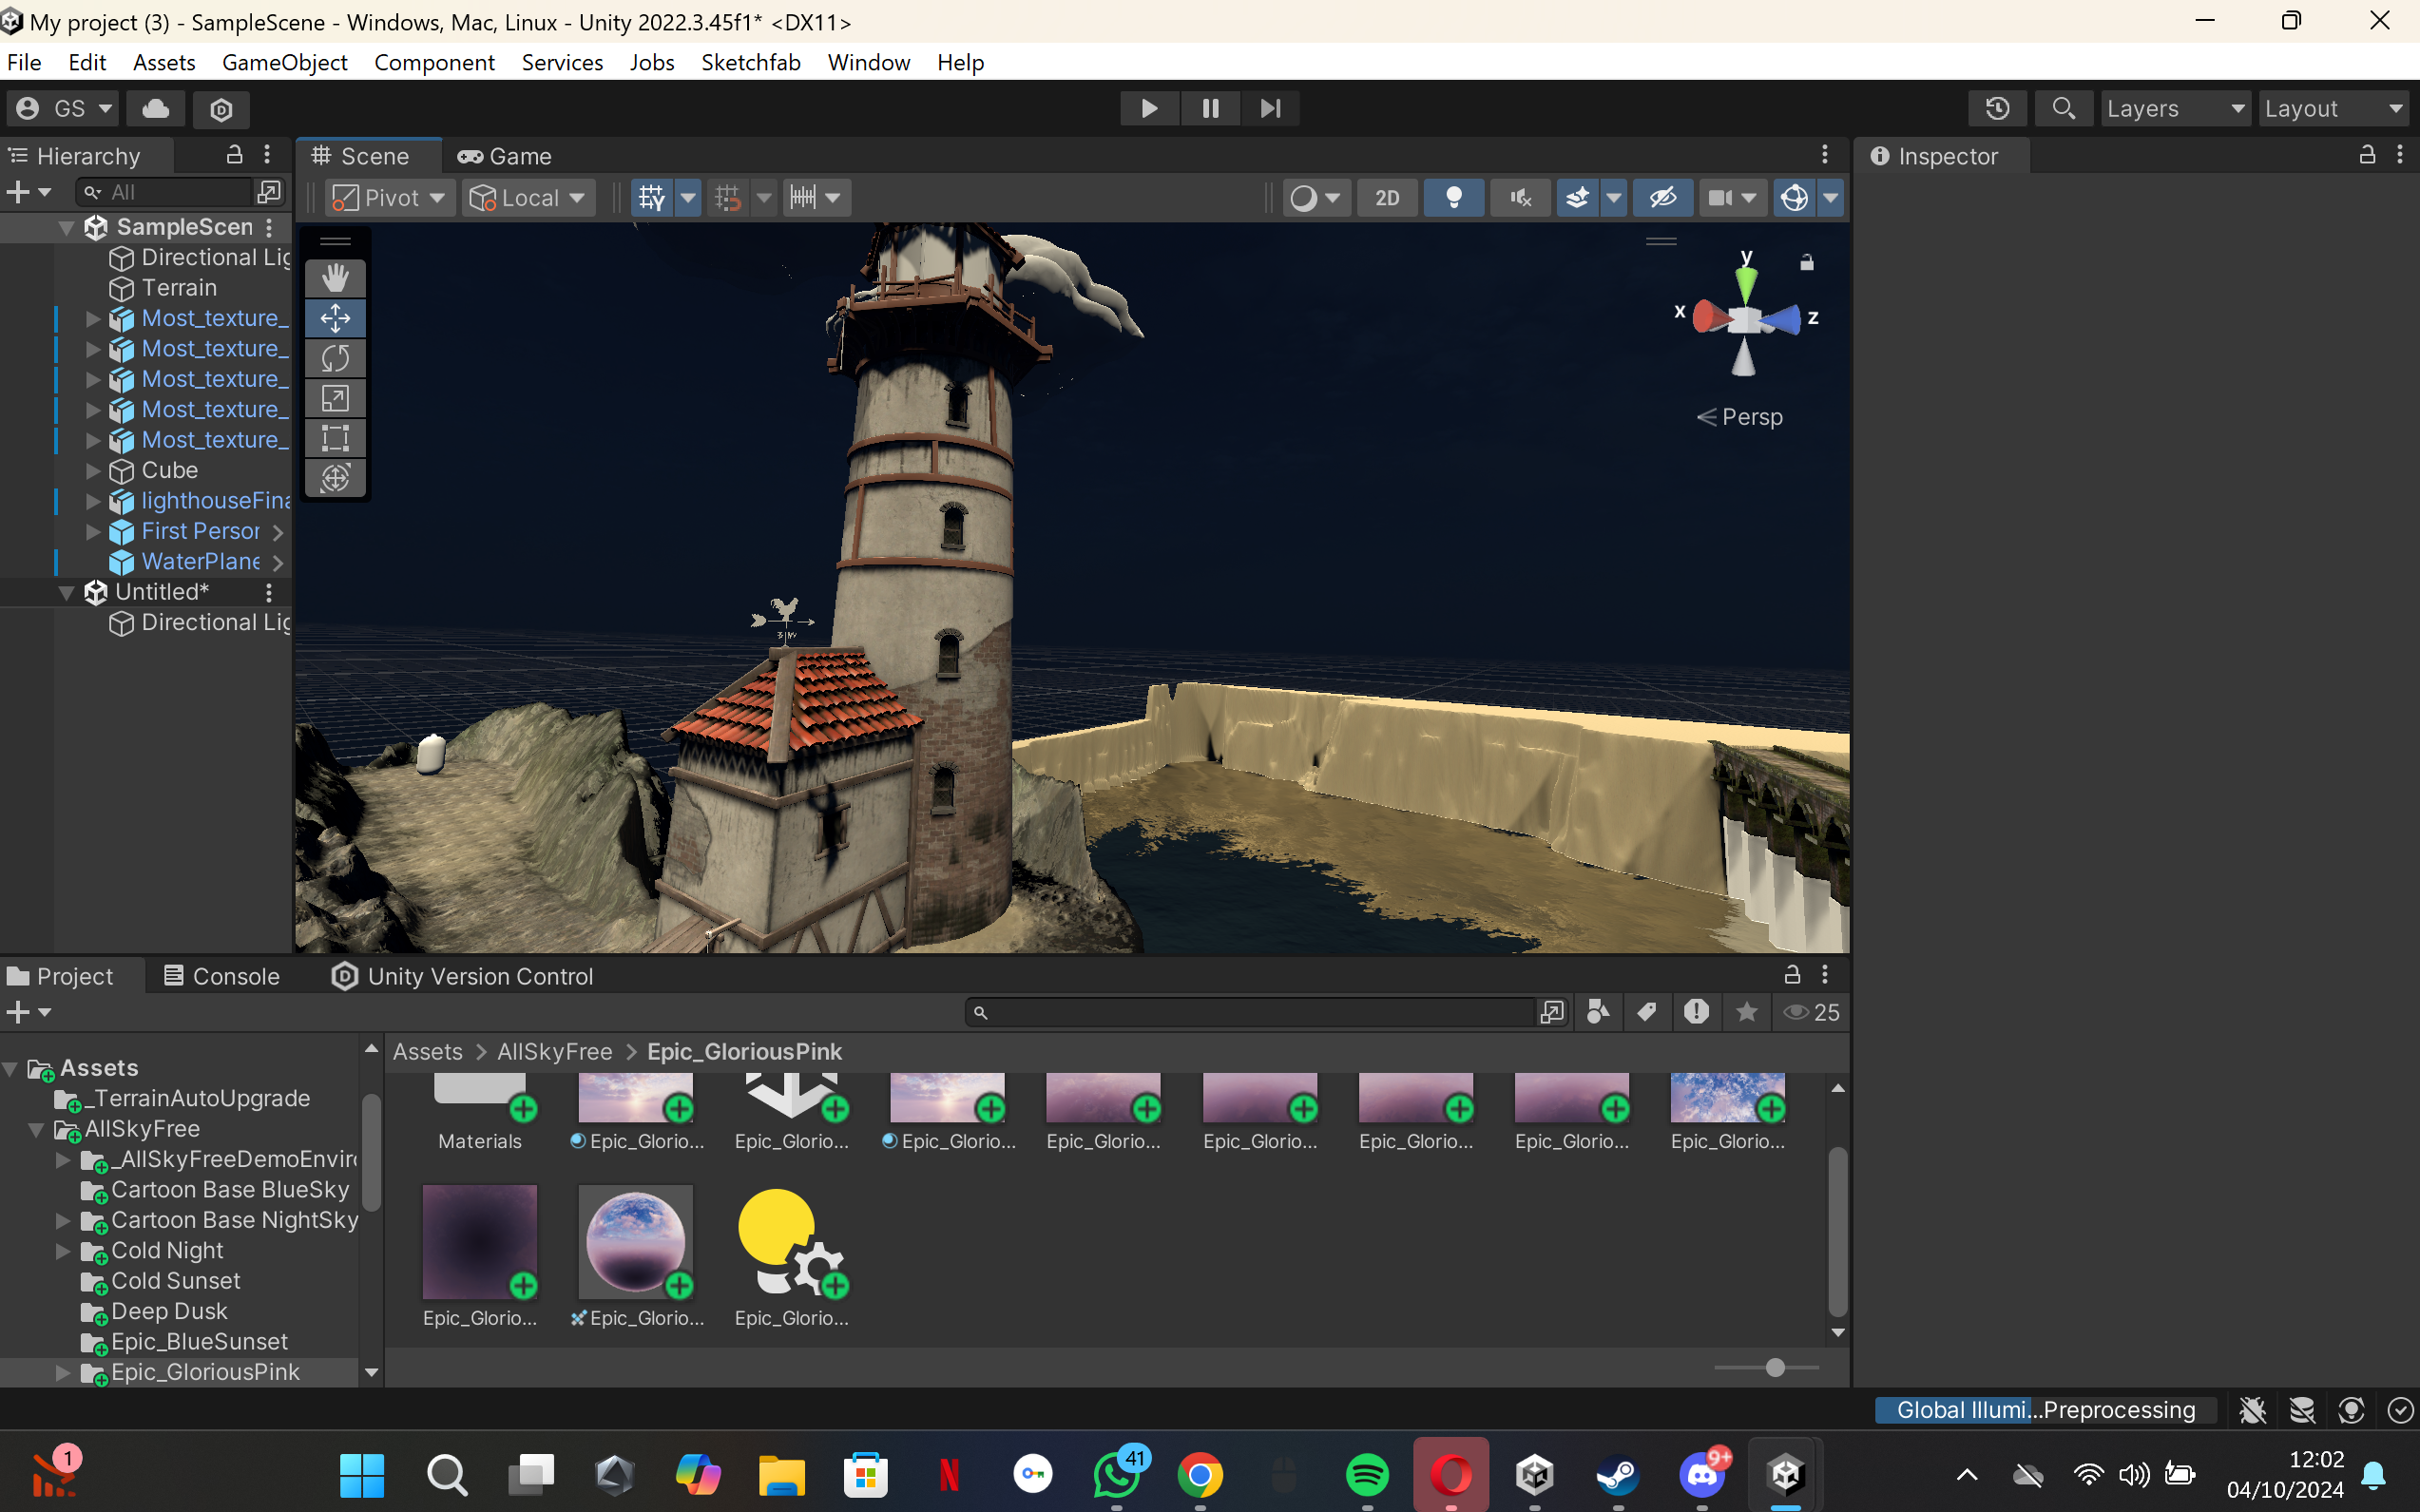 My project (3) - SampleScene - Windows, Mac, Linux - Unity 2022.3.45f1* <DX11>
File Edit Assets GameObject Component Services Jobs Sketchfab Window Help
GS Layers Layout
Hierarchy Scene Game Inspector
All Pivot Local 2D
SampleScen
Directional Lig
Terrain
Most_texture_
Most_texture_
Most_texture_
Most_texture_
Most_texture_
Cube
lighthouseFina
First Person
WaterPlane
Untitled*
Directional Lig
y
x z
Persp
Project Console Unity Version Control
25
Assets > AllSkyFree > Epic_GloriousPink
Assets
_TerrainAutoUpgrade
AllSkyFree
_AllSkyFreeDemoEnviro
Cartoon Base BlueSky
Cartoon Base NightSky
Cold Night
Cold Sunset
Deep Dusk
Epic_BlueSunset
Epic_GloriousPink
Materials Epic_Glorio... Epic_Glorio... Epic_Glorio... Epic_Glorio... Epic_Glorio... Epic_Glorio... Epic_Glorio... Epic_Glorio...
Epic_Glorio... Epic_Glorio... Epic_Glorio...
Global Illumi...Preprocessing
1 41 9+
12:02
04/10/2024